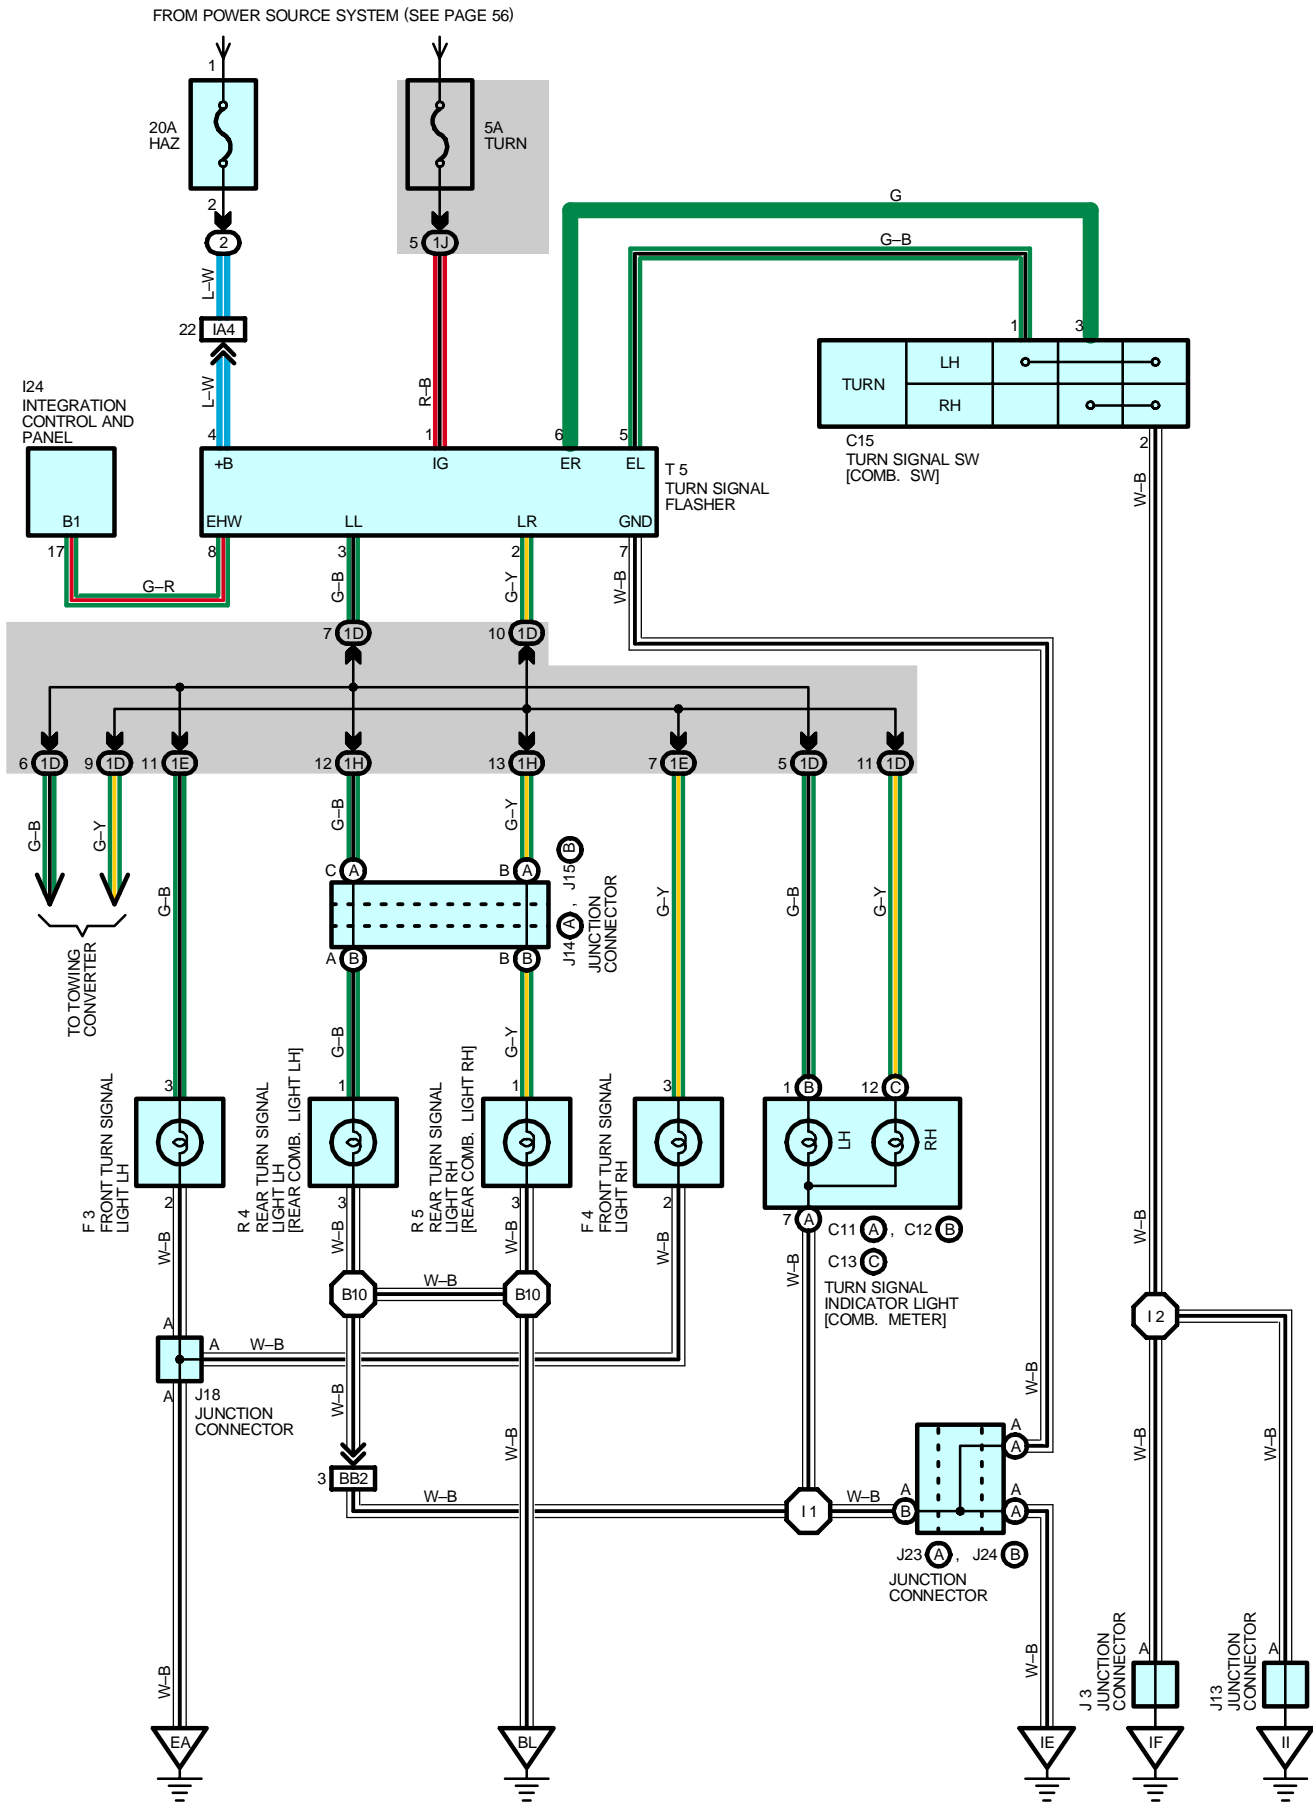 FROM POWER SOURCE SYSTEM (SEE PAGE 56)
1
20A
HAZ
5A
TURN
2
2
5
1J
G
G–B
L–W
22
IA4
L–W
R–B
1
3
TURN
LH
RH
C15
TURN SIGNAL SW
[COMB. SW]
2
W–B
I24
INTEGRATION
CONTROL AND
PANEL
B1
17
G–R
4
1
6
5
+B
IG
ER
EL
EHW
LL
LR
GND
T 5
TURN SIGNAL
FLASHER
8
3
2
7
G–B
G–Y
W–B
7
1D
10
1D
6
1D
9
1D
11
1E
12
1H
13
1H
7
1E
5
1D
11
1D
G–B
G–Y
TO TOWING
CONVERTER
G–B
G–B
G–Y
G–Y
G–B
G–Y
C
A
B
A
J14
A
,
J15
B
JUNCTION
CONNECTOR
A
B
B
B
G–B
G–Y
3
1
1
3
1
B
12
C
F 3
FRONT TURN SIGNAL
LIGHT LH
R 4
REAR TURN SIGNAL
LIGHT LH
[REAR COMB. LIGHT LH]
R 5
REAR TURN SIGNAL
LIGHT RH
[REAR COMB. LIGHT RH]
F 4
FRONT TURN SIGNAL
LIGHT RH
LH
RH
2
3
3
2
7
A
C11
A
,
C12
B
C13
C
TURN SIGNAL
INDICATOR LIGHT
[COMB. METER]
W–B
W–B
W–B
W–B
W–B
W–B
B10
W–B
B10
I 2
A
A
W–B
A
J18
JUNCTION
CONNECTOR
W–B
W–B
W–B
W–B
W–B
3
BB2
W–B
I 1
W–B
A
B
A
A
A
A
J23
A
,
J24
B
JUNCTION
CONNECTOR
W–B
W–B
A
J 3
JUNCTION
CONNECTOR
A
J13
JUNCTION
CONNECTOR
EA
BL
IE
IF
II